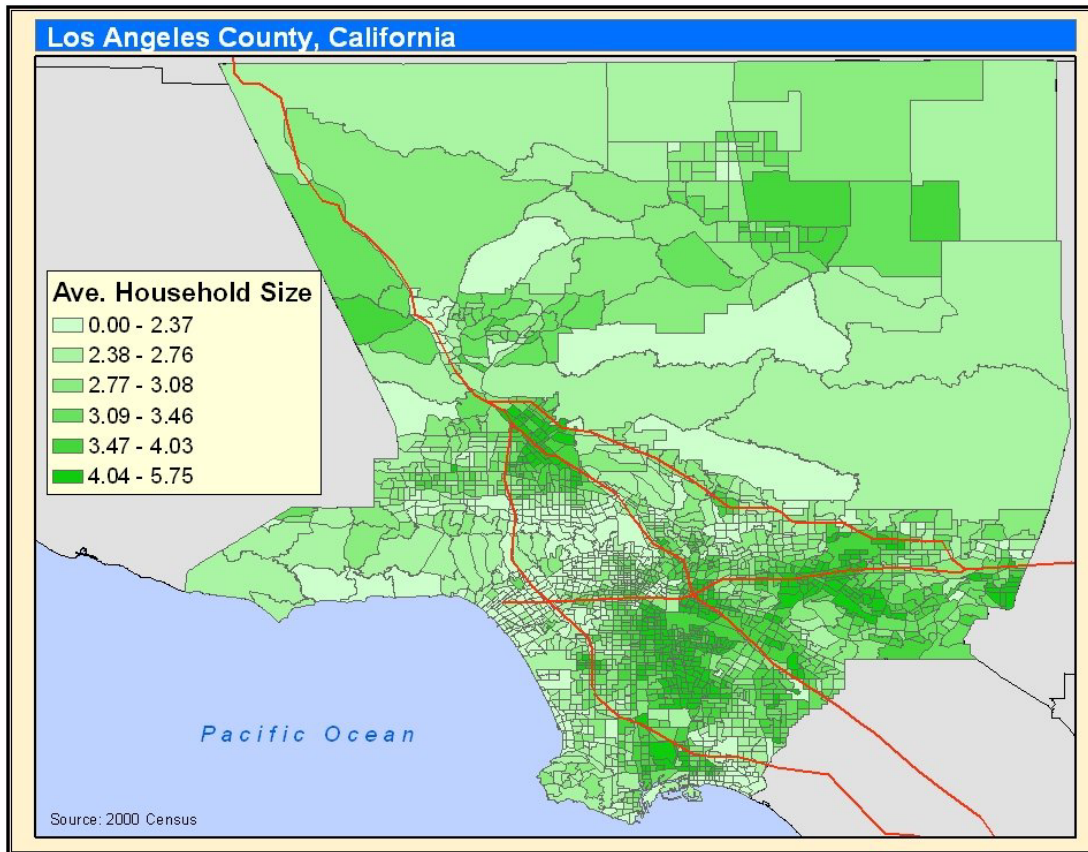 Los Angeles County, California
Ave. Household Size
0.00 - 2.37
2.38 - 2.76
2.77 - 3.08
3.09 - 3.46
3.47 - 4.03
4.04 - 5.75
Pacific Ocean
Source: 2000 Census